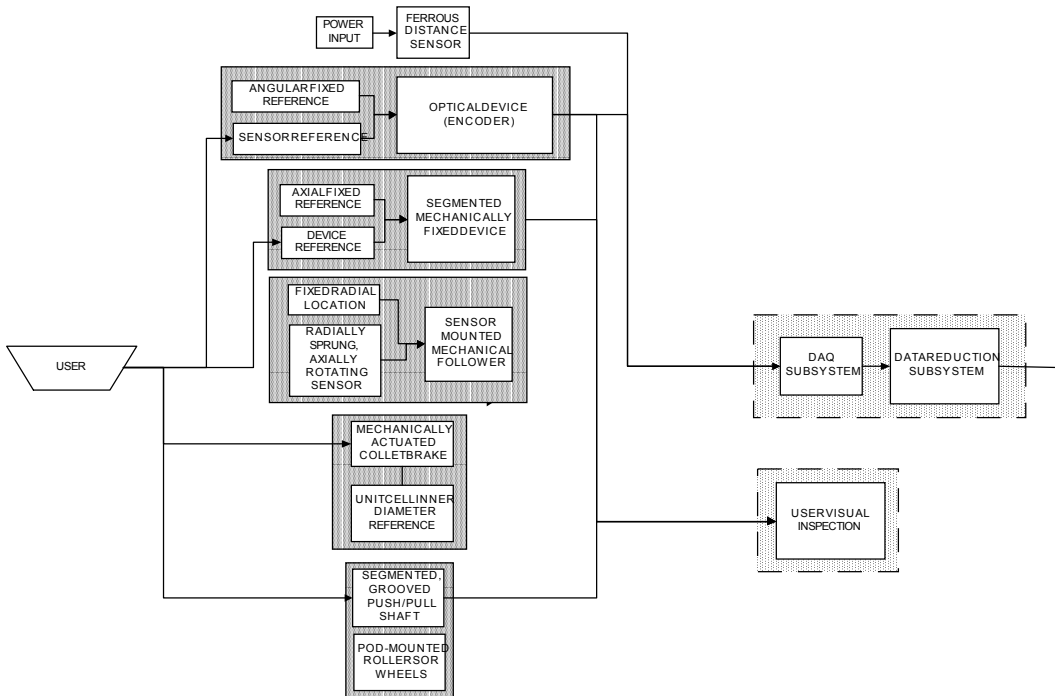 POWER
INPUT
FERROUS
DISTANCE
SENSOR
ANGULARFIXED
REFERENCE
SENSORREFERENCE
OPTICALDEVICE
(ENCODER)
AXIALFIXED
REFERENCE
DEVICE
REFERENCE
SEGMENTED
MECHANICALLY
FIXEDDEVICE
FIXEDRADIAL
LOCATION
RADIALLY
SPRUNG,
AXIALLY
ROTATING
SENSOR
SENSOR
MOUNTED
MECHANICAL
FOLLOWER
USER
DAQ
SUBSYSTEM
DATAREDUCTION
SUBSYSTEM
MECHANICALLY
ACTUATED
COLLETBRAKE
UNITCELLINNER
DIAMETER
REFERENCE
USERVISUAL
INSPECTION
SEGMENTED,
GROOVED
PUSH/PULL
SHAFT
POD-MOUNTED
ROLLERSOR
WHEELS